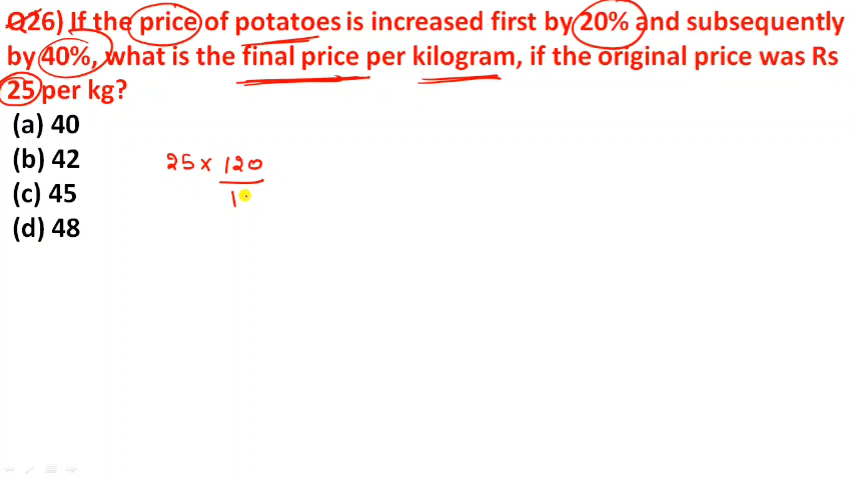 Q26) If the price of potatoes is increased first by 20% and subsequently
by 40%, what is the final price per kilogram, if the original price was Rs
25 per kg?
(a) 40
(b) 42
(c) 45
(d) 48
25 x 120
1